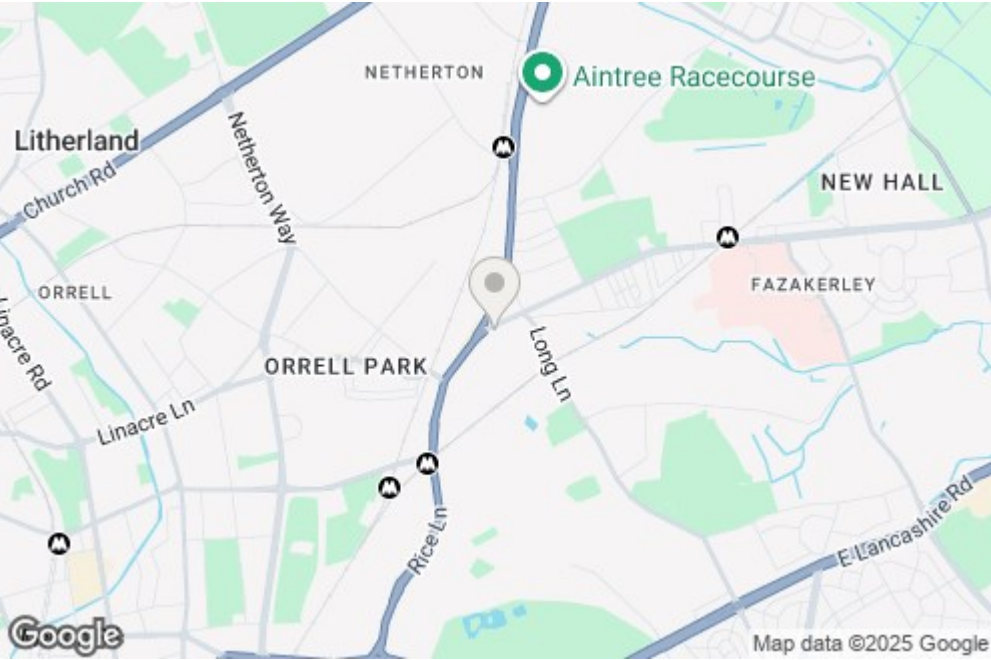 NETHERTON
Aintree Racecourse
Litherland
Netherton Way
Church Rd
NEW HALL
ORRELL
FAZAKERLEY
Linacre Rd
ORRELL PARK
Long Ln
Linacre Ln
Rice Ln
E Lancashire Rd
Google
Map data ©2025 Google